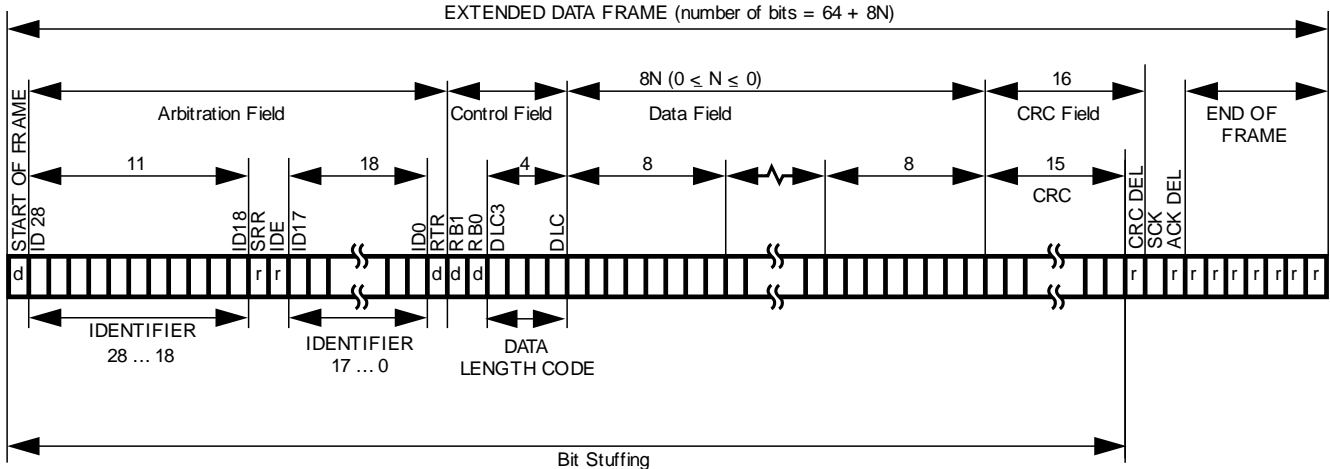 EXTENDED DATA FRAME (number of bits = 64 + 8N)
8N (0 ≤ N ≤ 0)
16
Arbitration Field
Control Field
Data Field
CRC Field
END OF
FRAME
11
18
4
8
8
15
CRC
START OF FRAME
ID 28
ID18
SRR
IDE
ID17
ID0
RTR
RB1
RB0
DLC3
DLC
CRC DEL
SCK
ACK DEL
d r r d d d r r r r r r r r r
IDENTIFIER
28 ... 18
IDENTIFIER
17 ... 0
DATA
LENGTH CODE
Bit Stuffing